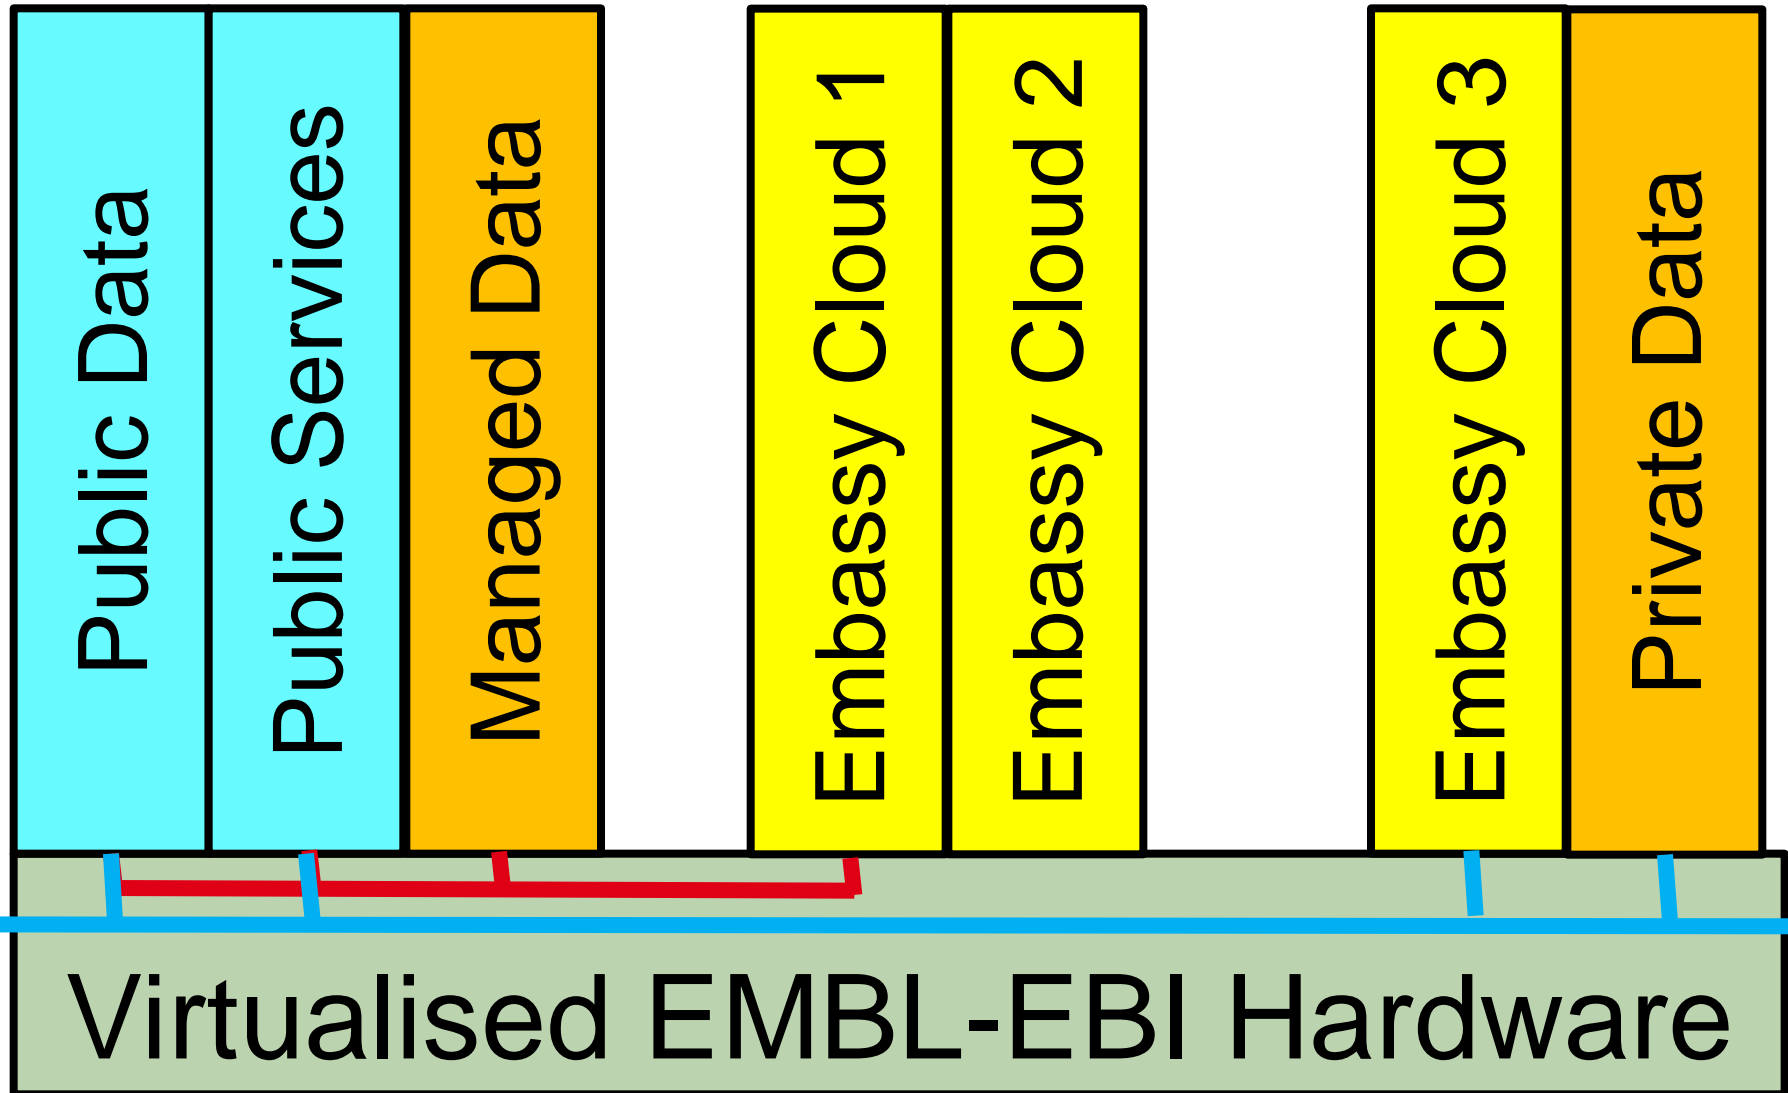 Public Data
Public Services
Managed Data
Embassy Cloud 1
Embassy Cloud 2
Embassy Cloud 3
Private Data
Virtualised EMBL-EBI Hardware